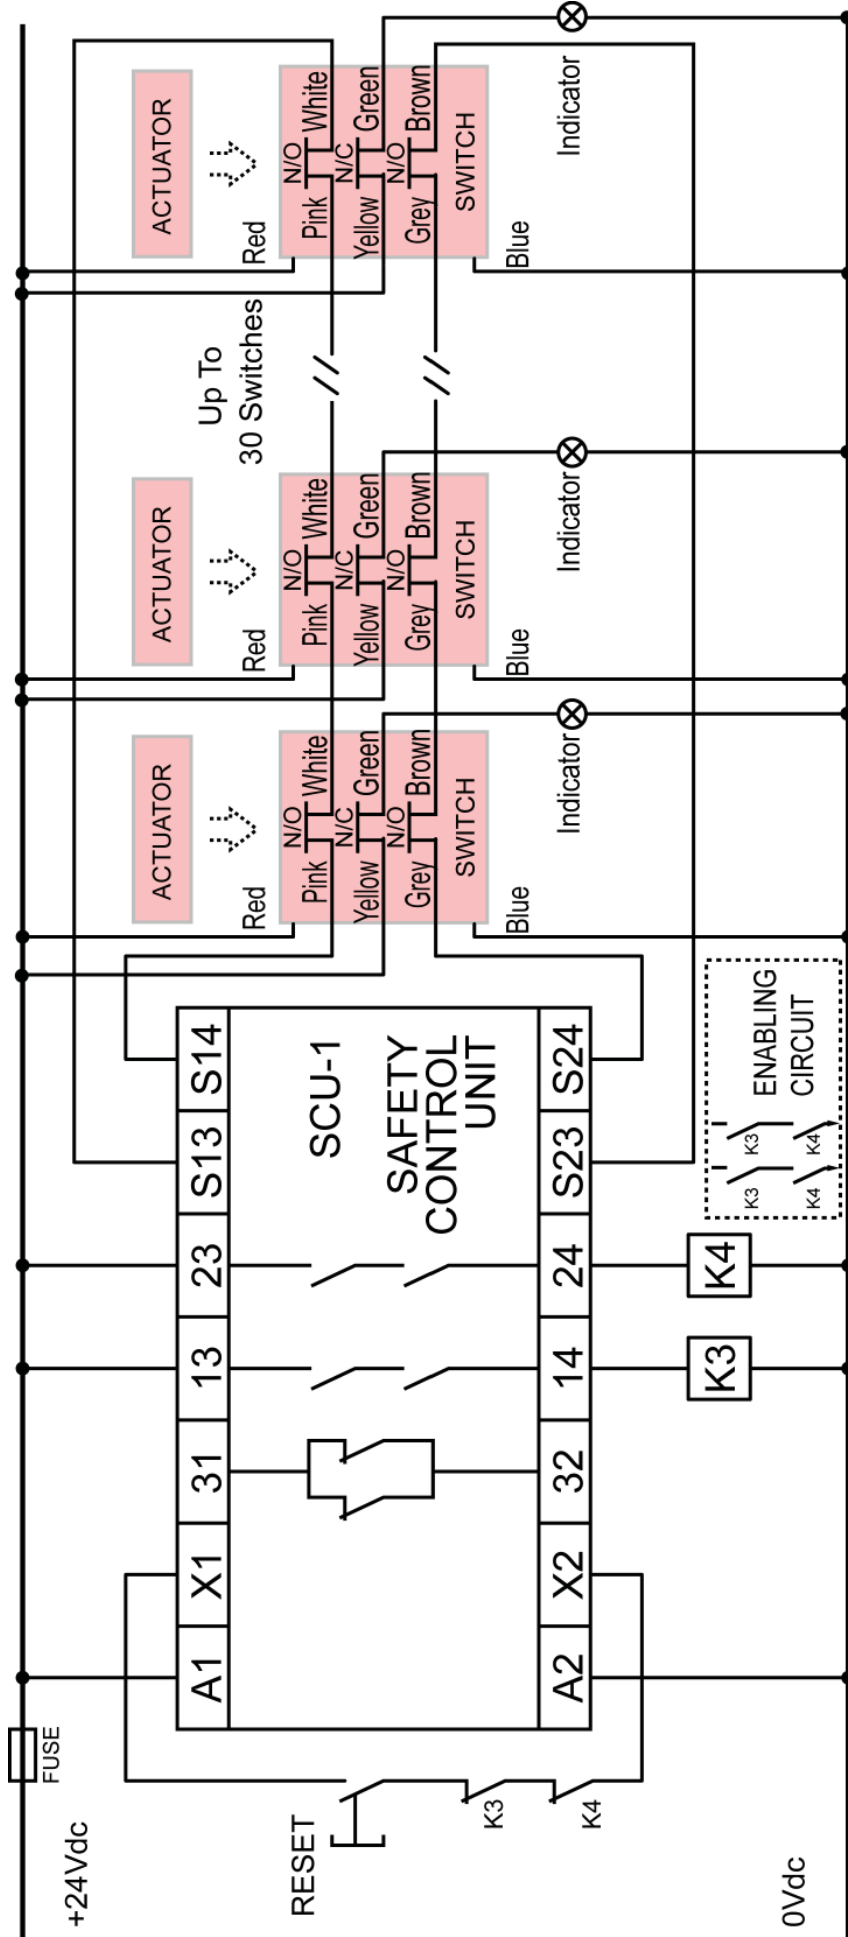 +24Vdc
FUSE
RESET
K3
K4
0Vdc
A1
X1
31
13
23
S13
S14
SCU-1
SAFETY
CONTROL
UNIT
A2
X2
32
14
24
S23
S24
K3
K4
K3
K4
K3
K4
ENABLING
CIRCUIT
ACTUATOR
Red
N/O
Pink
White
N/C
Yellow
Green
N/O
Grey
Brown
SWITCH
Blue
Indicator
ACTUATOR
Red
N/O
Pink
White
N/C
Yellow
Green
N/O
Grey
Brown
SWITCH
Blue
Indicator
Up To
30 Switches
ACTUATOR
Red
N/O
Pink
White
N/C
Yellow
Green
N/O
Grey
Brown
SWITCH
Blue
Indicator